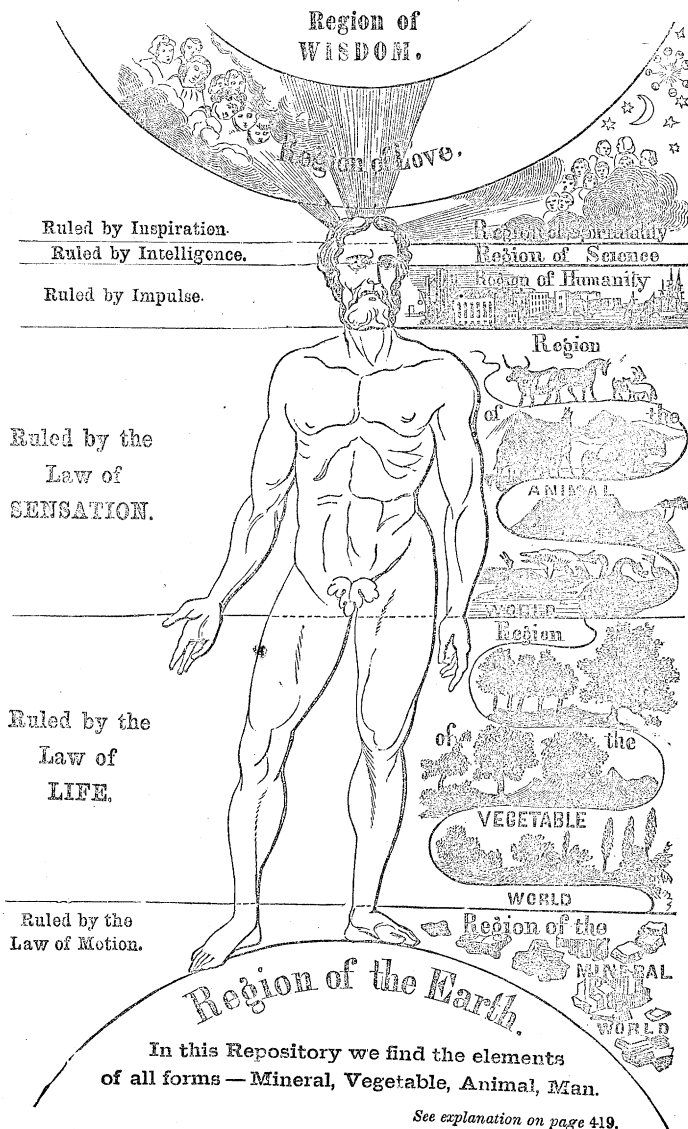 Region of
WISDOM.
Region of Love.
Ruled by Inspiration.
Region of Spirituality
Ruled by Intelligence.
Region of Science
Ruled by Impulse.
Region of Humanity
Region
of the
ANIMAL
WORLD
Ruled by the
Law of
SENSATION.
Region
of the
VEGETABLE
WORLD
Ruled by the
Law of
LIFE.
Ruled by the
Law of Motion.
Region of the
MINERAL
WORLD
Region of the Earth.
In this Repository we find the elements
of all forms — Mineral, Vegetable, Animal, Man.
See explanation on page 419.